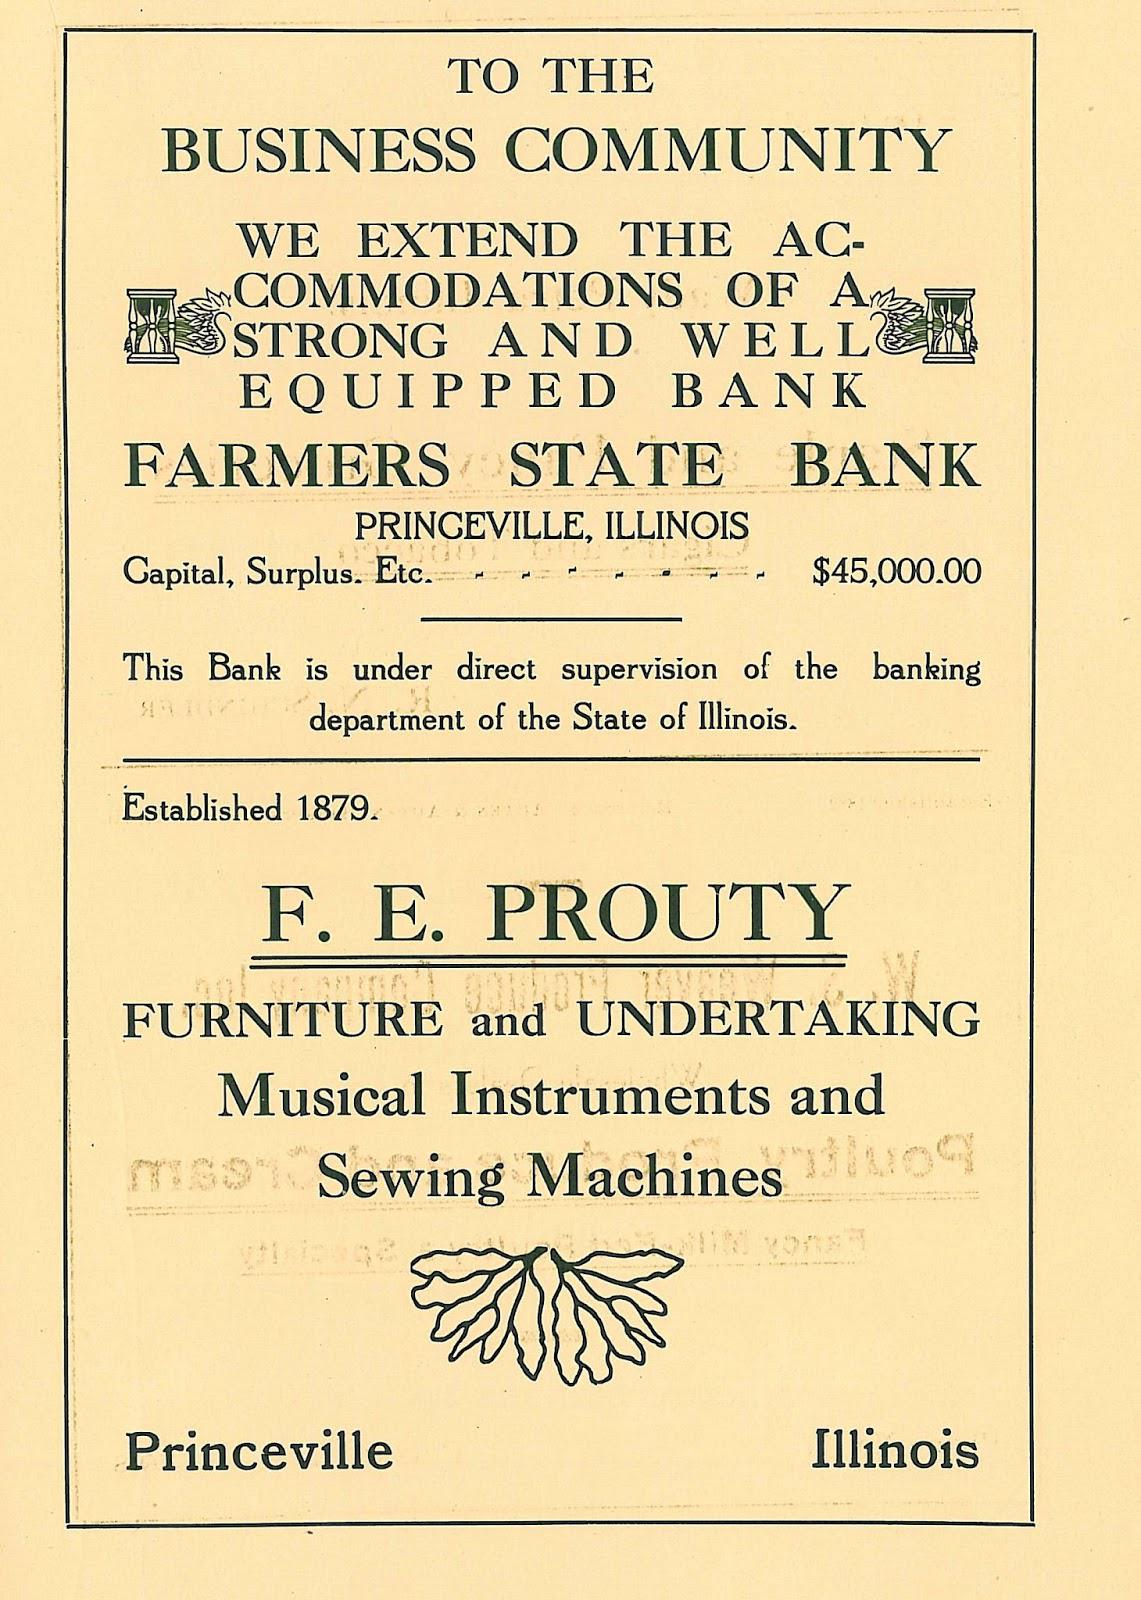 TO THE
BUSINESS COMMUNITY
WE EXTEND THE AC-
COMMODATIONS OF A
STRONG AND WELL
EQUIPPED BANK
FARMERS STATE BANK
PRINCEVILLE, ILLINOIS
Capital, Surplus. Etc. - - - - - - - $45,000.00
This Bank is under direct supervision of the banking
department of the State of Illinois.
Established 1879.
F. E. PROUTY
FURNITURE and UNDERTAKING
Musical Instruments and
Sewing Machines
Princeville Illinois